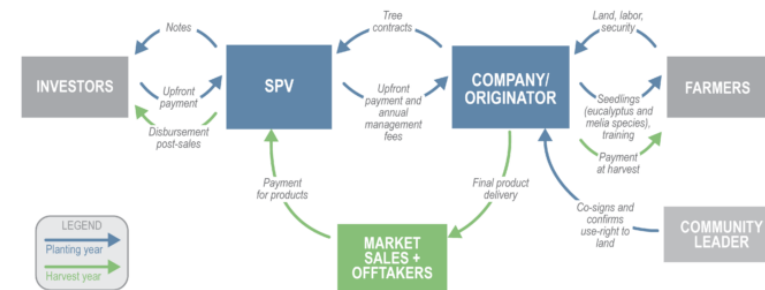 Notes
Tree
contracts
Land, labor,
security
INVESTORS
SPV
COMPANY/
ORIGINATOR
FARMERS
Upfront
payment
Upfront
payment and
annual
management
fees
Seedlings
(eucalyptus and
melia species),
training
Disbursement
post-sales
Payment
at harvest
Payment
for products
Final product
delivery
Co-signs and
confirms
use-right to
land
COMMUNITY
LEADER
MARKET
SALES +
OFFTAKERS
LEGEND
Planting year
Harvest year